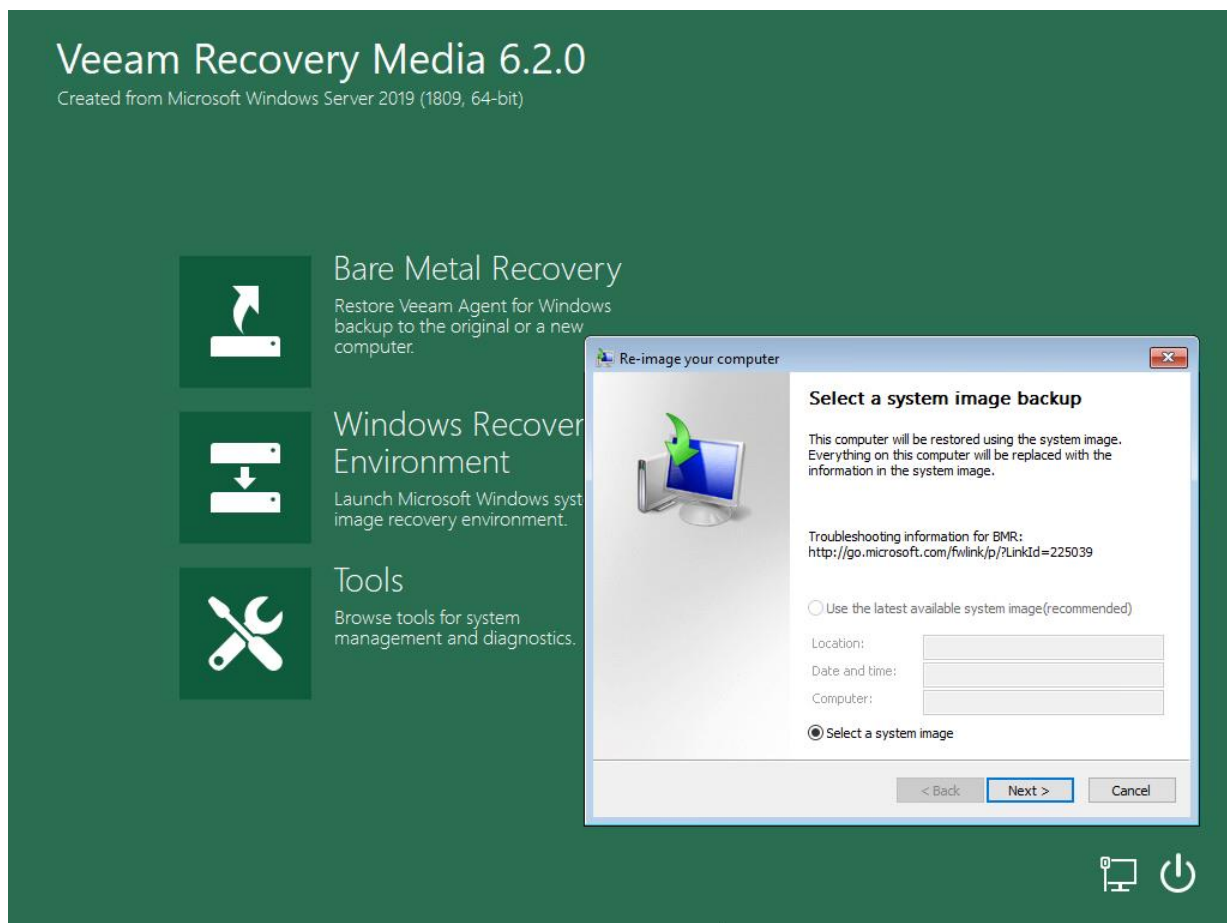 Veeam Recovery Media 6.2.0
Created from Microsoft Windows Server 2019 (1809, 64-bit)
Bare Metal Recovery
Restore Veeam Agent for Windows
backup to the original or a new
computer.
Windows Recover
Environment
Launch Microsoft Windows syst
image recovery environment.
Tools
Browse tools for system
management and diagnostics.
Re-image your computer
Select a system image backup
This computer will be restored using the system image.
Everything on this computer will be replaced with the
information in the system image.
Troubleshooting information for BMR:
http://go.microsoft.com/fwlink/p/?LinkId=225039
Use the latest available system image(recommended)
Location:
Date and time:
Computer:
Select a system image
< Back Next > Cancel